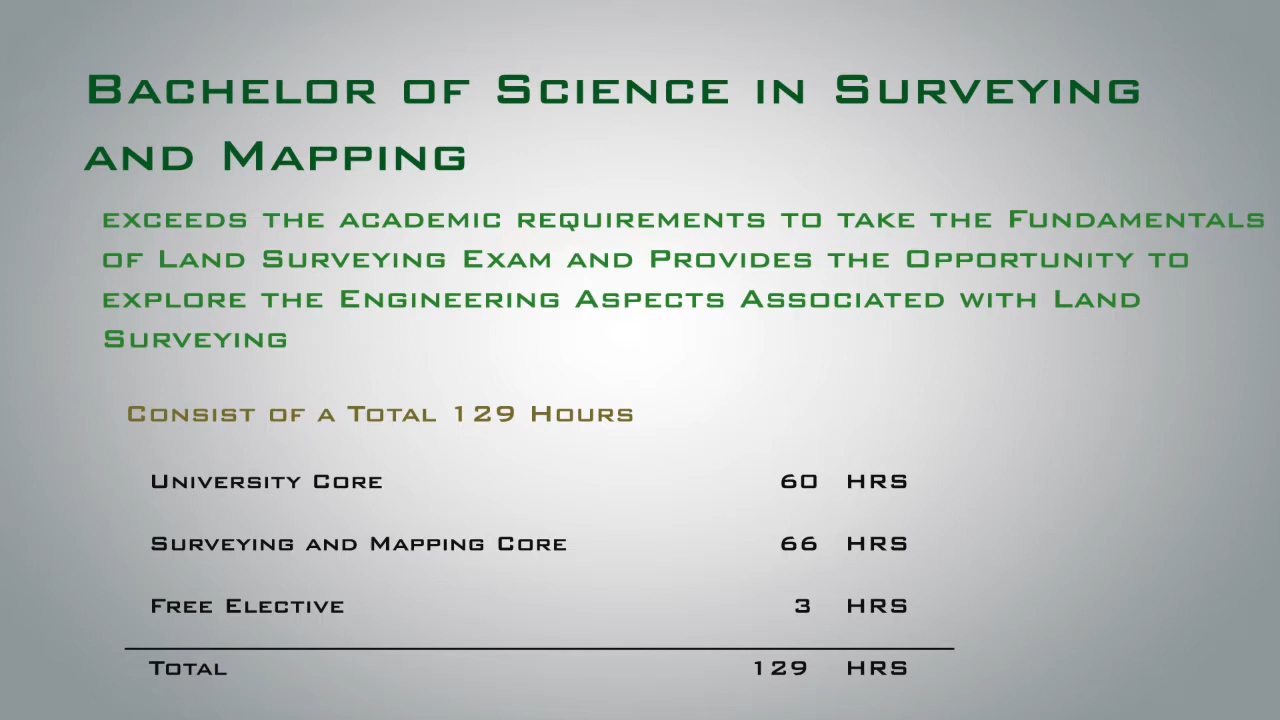 Bachelor of Science in Surveying
and Mapping
exceeds the academic requirements to take the Fundamentals
of Land Surveying Exam and Provides the Opportunity to
explore the Engineering Aspects Associated with Land
Surveying
Consist of a Total 129 Hours
University Core 60 HRS
Surveying and Mapping Core 66 HRS
Free Elective 3 HRS
Total 129 HRS